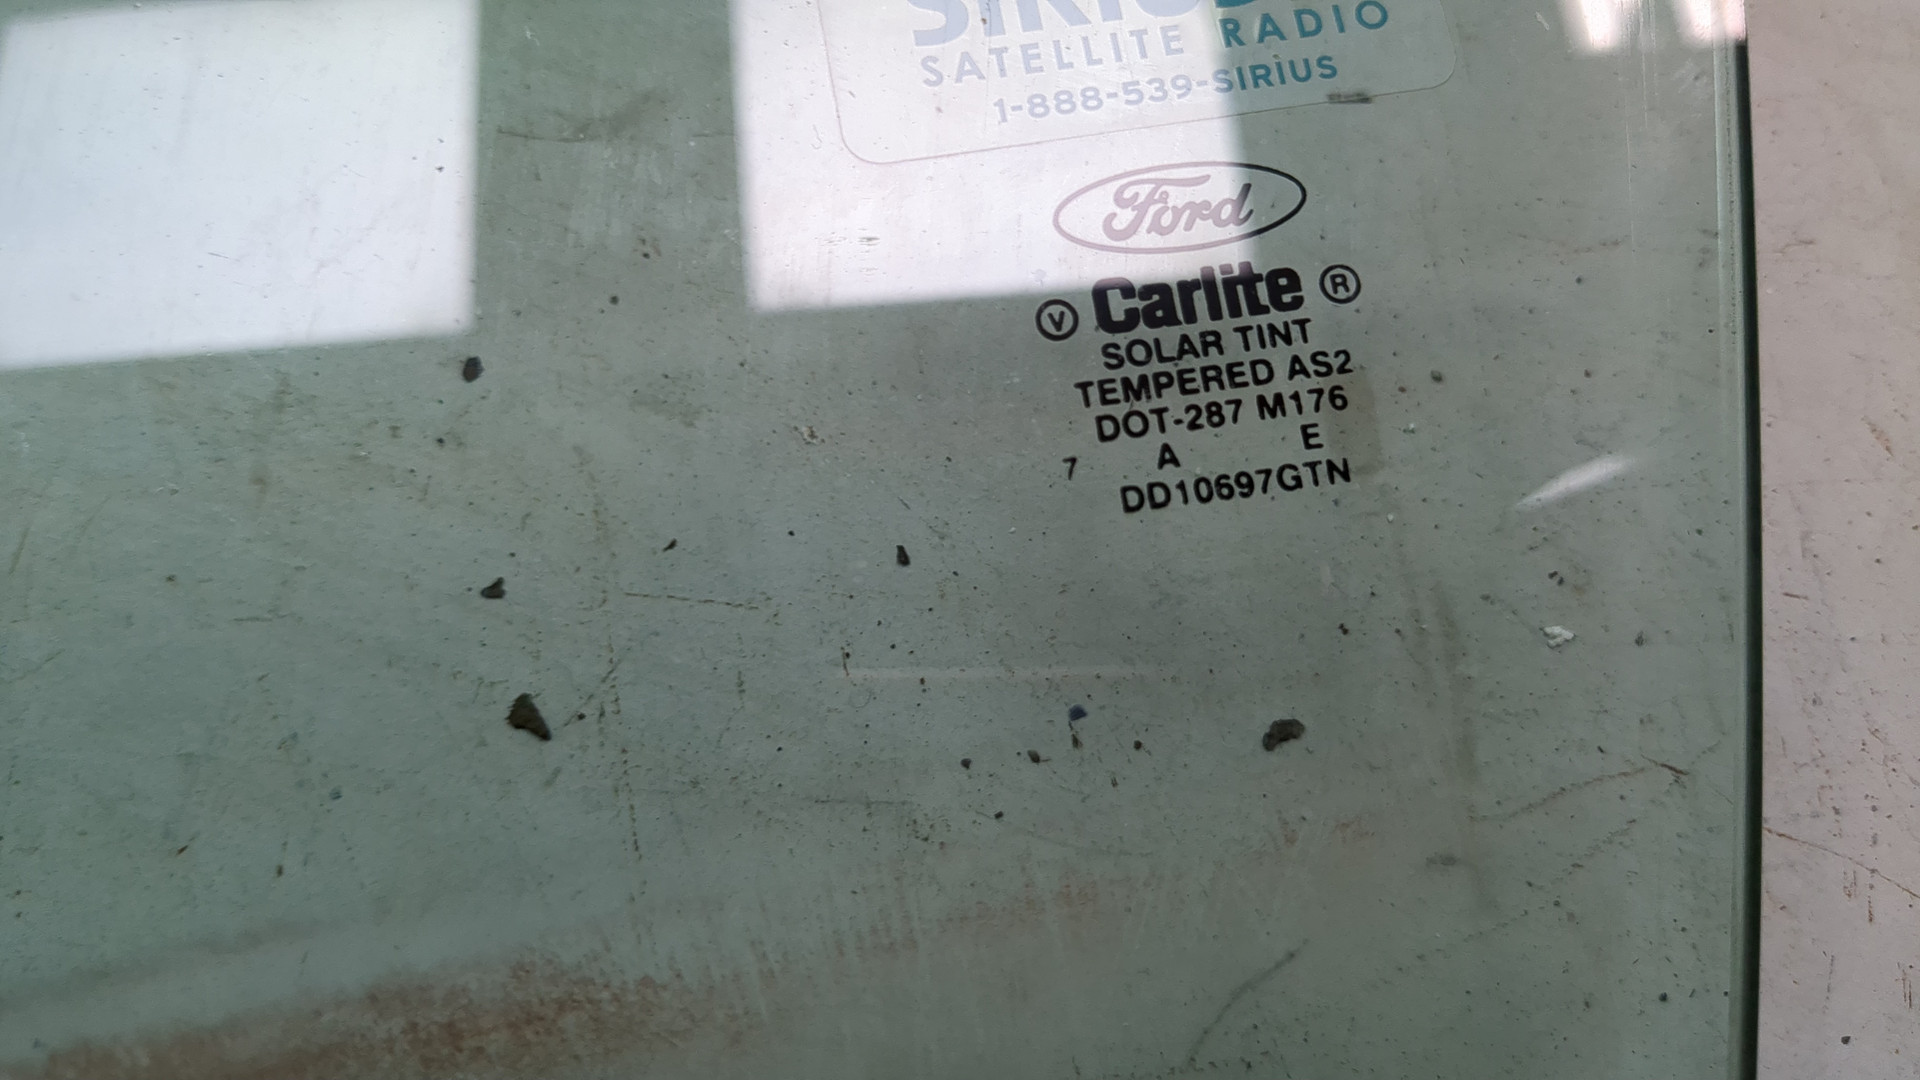 SATELLITE RADIO
1-888-539-SIRIUS
Ford
V Carlite ®
SOLAR TINT
TEMPERED AS2
DOT-287 M176
7 A E
DD10697GTN